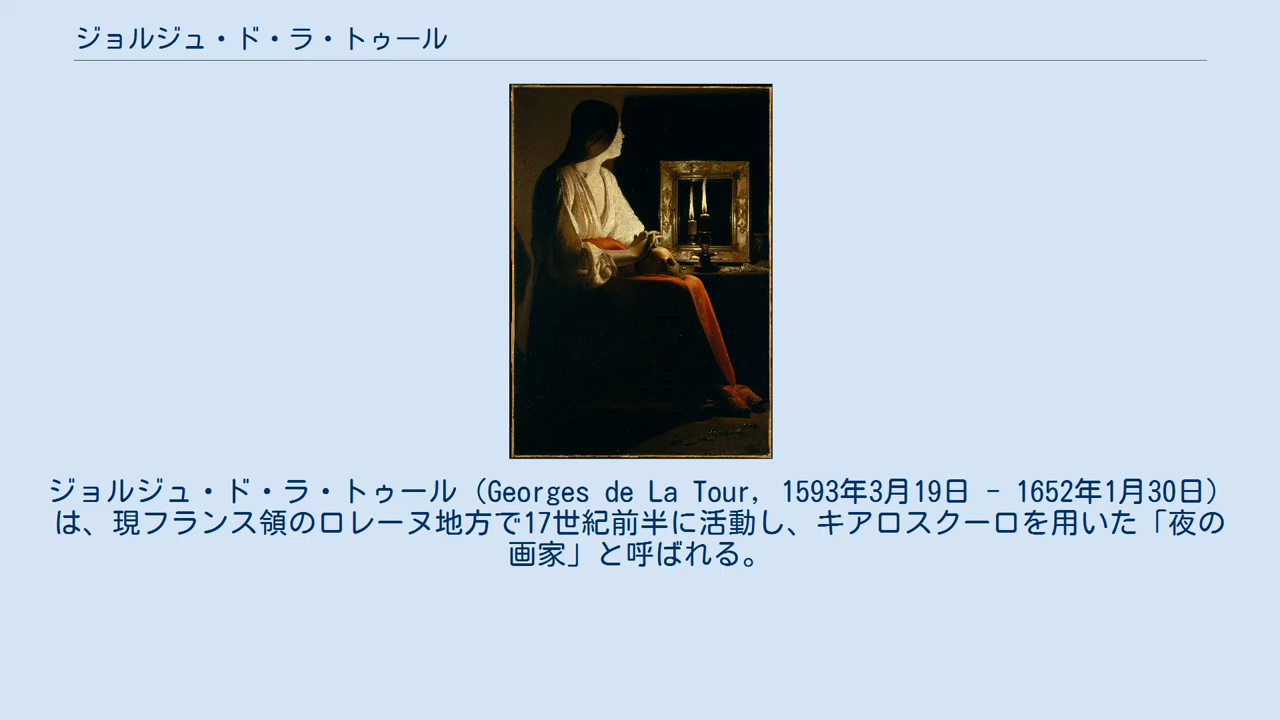 ジョルジュ・ド・ラ・トゥール
ジョルジュ・ド・ラ・トゥール（Georges de La Tour, 1593年3月19日 - 1652年1月30日）
は、現フランス領のロレーヌ地方で17世紀前半に活動し、キアロスクーロを用いた「夜の
画家」と呼ばれる。